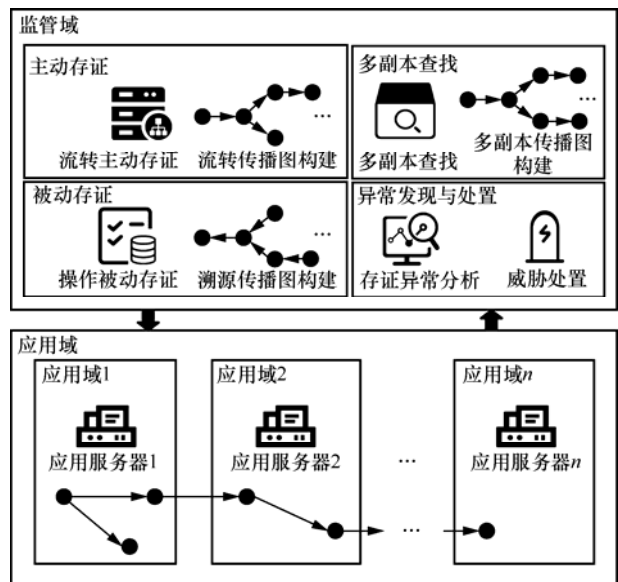 监管域
主动存证
流转主动存证
流转传播图构建
...
多副本查找
多副本查找
多副本传播图
构建
...
被动存证
操作被动存证
溯源传播图构建
...
异常发现与处置
存证异常分析
威胁处置
应用域
应用域1
应用服务器1
应用域2
应用服务器2
...
应用域n
应用服务器n
...